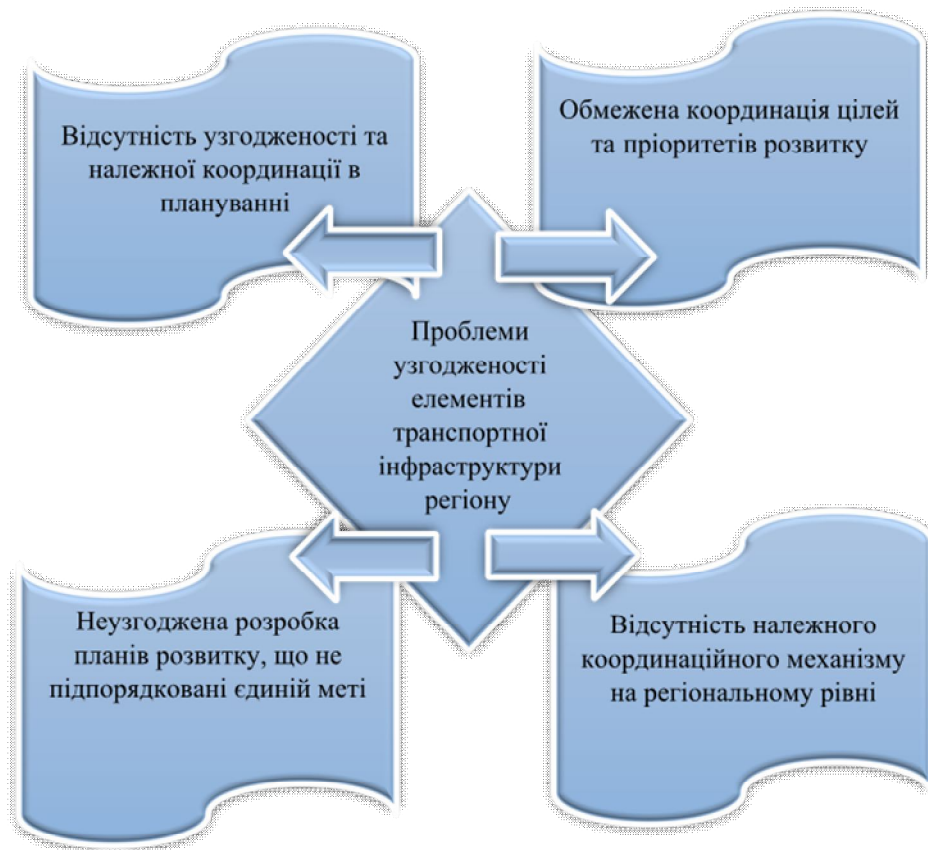 Відсутність узгодженості та
належної координації в
плануванні
Обмежена координація цілей
та пріоритетів розвитку
Проблеми
узгодженості
елементів
транспортної
інфраструктури
регіону
Неузгоджена розробка
планів розвитку, що не
підпорядковані єдиній меті
Відсутність належного
координаційного механізму
на регіональному рівні